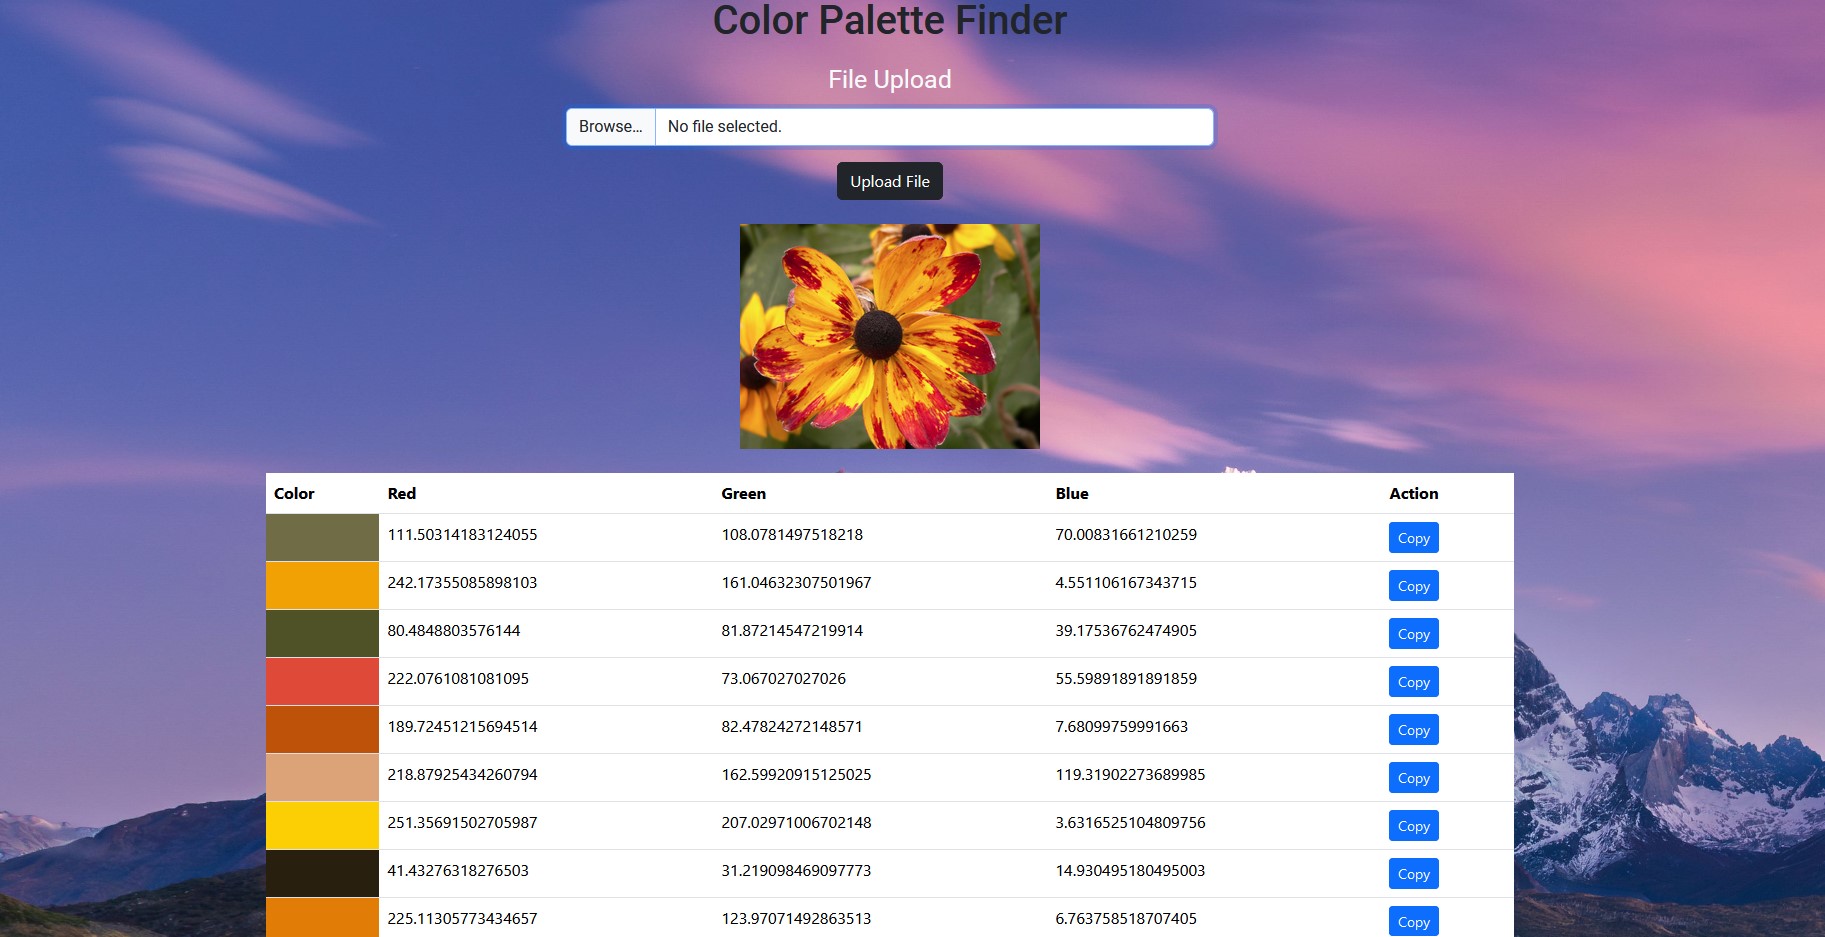 Color Palette Finder
File Upload
Browse... No file selected.
Upload File
Color Red Green Blue Action
111.50314183124055 108.0781497518218 70.00831661210259 Copy
242.17355085898103 161.04632307501967 4.551106167343715 Copy
80.4848803576144 81.87214547219914 39.17536762474905 Copy
222.0761081081095 73.067027027026 55.59891891891859 Copy
189.72451215694514 82.47824272148571 7.68099759991663 Copy
218.87925434260794 162.59920915125025 119.31902273689985 Copy
251.35691502705987 207.02971006702148 3.6316525104809756 Copy
41.43276318276503 31.219098469097773 14.930495180495003 Copy
225.11305773434657 123.97071492863513 6.763758518707405 Copy